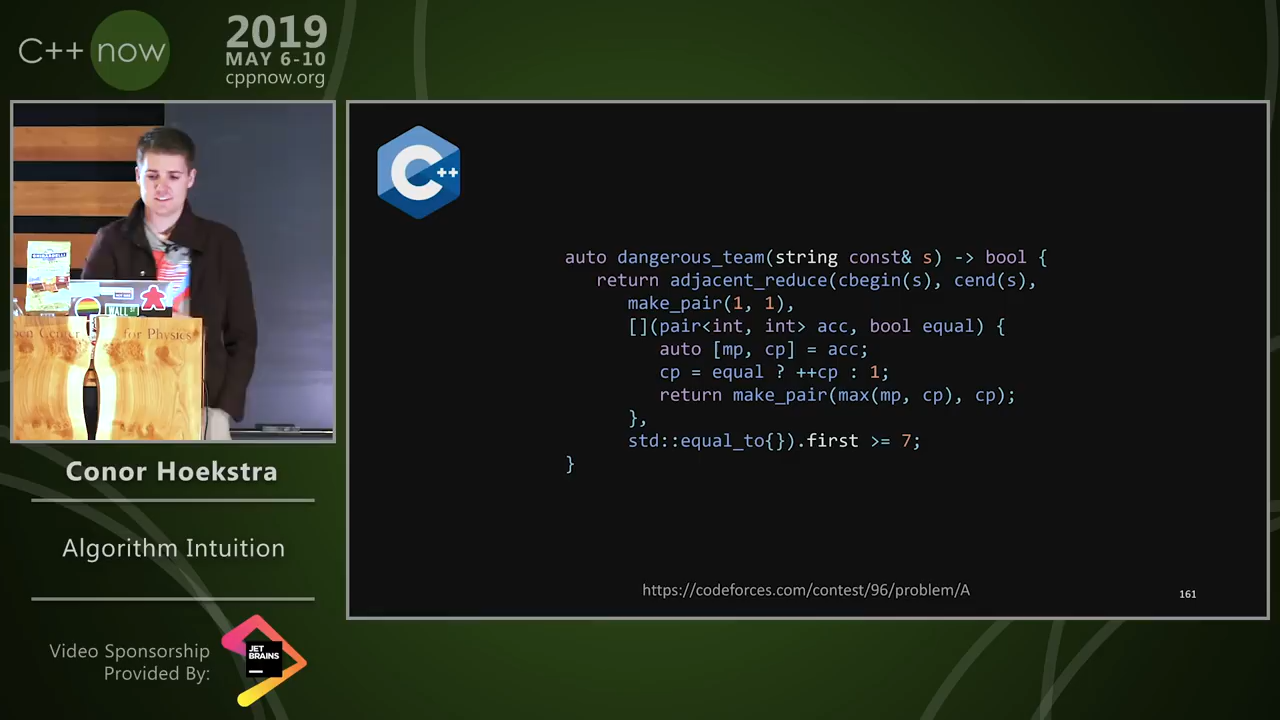 C++ now
2019
MAY 6-10
cppnow.org
C++
auto dangerous_team(string const& s) -> bool {
return adjacent_reduce(cbegin(s), cend(s),
make_pair(1, 1),
[](pair<int, int> acc, bool equal) {
auto [mp, cp] = acc;
cp = equal ? ++cp : 1;
return make_pair(max(mp, cp), cp);
},
std::equal_to{}).first >= 7;
}
https://codeforces.com/contest/96/problem/A
161
for Physics
Conor Hoekstra
Algorithm Intuition
Video Sponsorship
Provided By:
JET
BRAINS